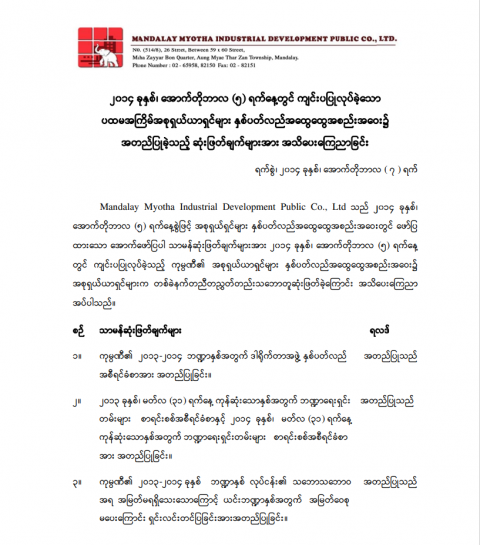 MANDALAY MYOTHA INDUSTRIAL DEVELOPMENT PUBLIC CO., LTD.
No. (514/8), 26 Street, Between 59 x 60 Street,
Mcha Zayyar Bon Quarter, Aung Myae Thar Zan Township, Mandalay.
Phone Number : 02 - 65958, 82150 Fax: 02 - 82151
၂၀၁၄ ခုနှစ်၊ အောက်တိုဘာလ (၅) ရက်နေ့တွင် ကျင်းပပြုလုပ်ခဲ့သော
ပထမအကြိမ်အစုရှယ်ယာရှင်များ နှစ်ပတ်လည်အထွေထွေအစည်းအဝေး၌
အတည်ပြုခဲ့သည့် ဆုံးဖြတ်ချက်များအား အသိပေးကြေညာခြင်း
ရက်စွဲ၊ ၂၀၁၄ ခုနှစ်၊ အောက်တိုဘာလ ( ၇ ) ရက်
Mandalay Myotha Industrial Development Public Co., Ltd သည် ၂၀၁၄ ခုနှစ်၊
အောက်တိုဘာလ (၅) ရက်နေ့စွဲဖြင့် အစုရှယ်ရှင်များ နှစ်ပတ်လည်အထွေထွေအစည်းအဝေးတွင် ဖော်ပြ
ထားသော အောက်ဖော်ပြပါ သာမန်ဆုံးဖြတ်ချက်များအား ၂၀၁၄ ခုနှစ်၊ အောက်တိုဘာလ (၅) ရက်နေ့
တွင် ကျင်းပပြုလုပ်ခဲ့သည့် ကုမ္ပဏီ၏ အစုရှယ်ယာရှင်များ နှစ်ပတ်လည်အထွေထွေအစည်းအဝေး၌
အစုရှယ်ယာရှင်များက တစ်ခဲနက်တညီတညွတ်တည်းသဘောတူဆုံးဖြတ်ခဲ့ကြောင်း အသိပေးကြေညာ
အပ်ပါသည်။
စဉ် သာမန်ဆုံးဖြတ်ချက်များ ရလဒ်
၁။ ကုမ္ပဏီ၏ ၂၀၁၃-၂၀၁၄ ဘဏ္ဍာနှစ်အတွက် ဒါရိုက်တာအဖွဲ့ နှစ်ပတ်လည် အတည်ပြုသည်
အစီရင်ခံစာအား အတည်ပြုခြင်း။
၂။ ၂၀၁၃ ခုနှစ်၊ မတ်လ (၃၁) ရက်နေ့ ကုန်ဆုံးသောနှစ်အတွက် ဘဏ္ဍာရေးရှင်း အတည်ပြုသည်
တမ်းများ စာရင်းစစ်အစီရင်ခံစာနှင့် ၂၀၁၄ ခုနှစ်၊ မတ်လ (၃၁) ရက်နေ့
ကုန်ဆုံးသောနှစ်အတွက် ဘဏ္ဍာရေးရှင်းတမ်းများ စာရင်းစစ်အစီရင်ခံစာ
အား အတည်ပြုခြင်း။
၃။ ကုမ္ပဏီ၏ ၂၀၁၃-၂၀၁၄ ခုနှစ် ဘဏ္ဍာနှစ် လုပ်ငန်း၏ သဘောသဘာဝ အတည်ပြုသည်
အရ အမြတ်မရရှိသေးသောကြောင့် ယင်းဘဏ္ဍာနှစ်အတွက် အမြတ်ဝေစု
မပေးကြောင်း ရှင်းလင်းတင်ပြခြင်းအားအတည်ပြုခြင်း။